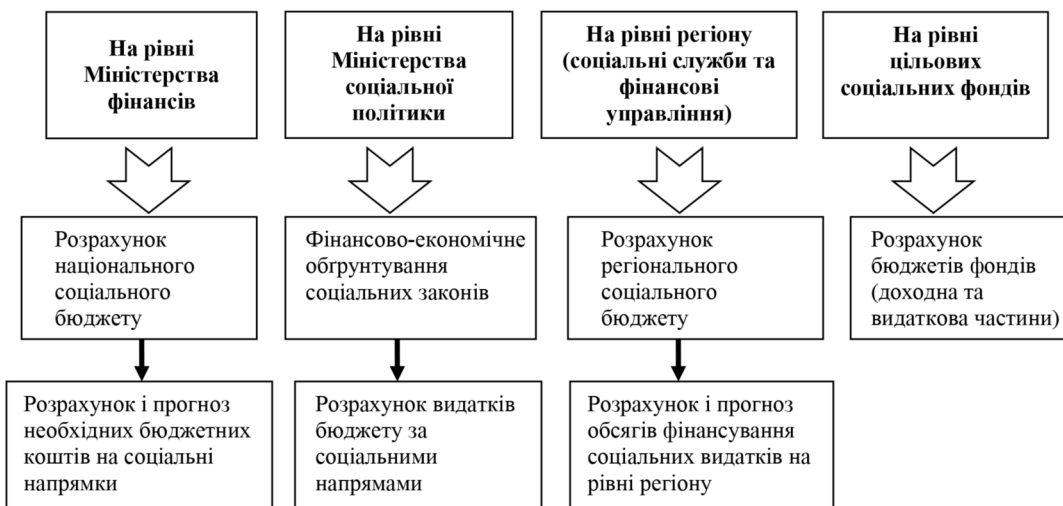 На рівні
Міністерства
фінансів
На рівні
Міністерства
соціальної
політики
На рівні регіону
(соціальні служби та
фінансові
управління)
На рівні
цільових
соціальних фондів
Розрахунок
національного
соціального
бюджету
Фінансово-економічне
обґрунтування
соціальних законів
Розрахунок
регіонального
соціального
бюджету
Розрахунок
бюджетів фондів
(доходна та
видаткова частини)
Розрахунок і прогноз
необхідних бюджетних
коштів на соціальні
напрямки
Розрахунок видатків
бюджету за
соціальними
напрямами
Розрахунок і прогноз
обсягів фінансування
соціальних видатків на
рівні регіону